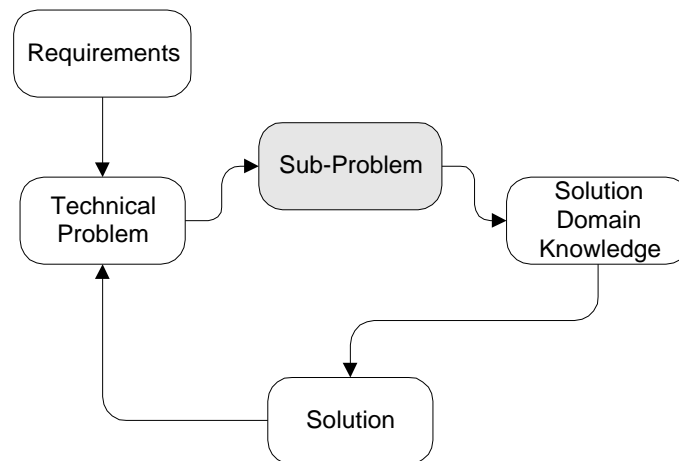 Requirements
Sub-Problem
Technical
Problem
Solution
Domain
Knowledge
Solution